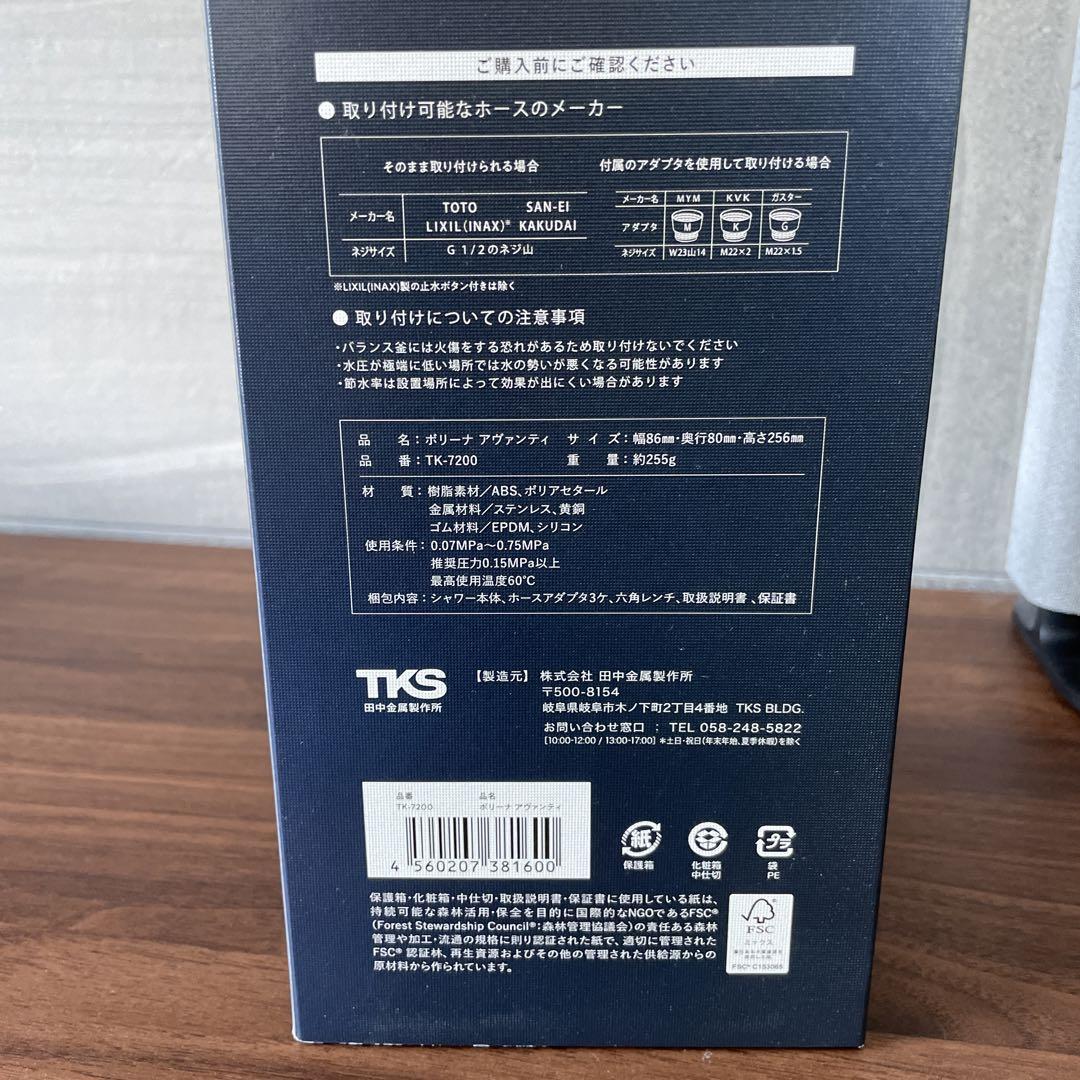 ご購入前にご確認ください
● 取り付け可能なホースのメーカー
そのまま取り付けられる場合
メーカー名 TOTO SAN-EI
LIXIL(INAX)※ KAKUDAI
ネジサイズ G 1/2のネジ山
付属のアダプタを使用して取り付ける場合
メーカー名 MYM KVK ガスター
アダプタ M K G
ネジサイズ W23山14 M22×2 M22×1.5
※LIXIL(INAX)製の止水ボタン付きは除く
● 取り付けについての注意事項
・バランス釜には火傷をする恐れがあるため取り付けないでください
・水圧が極端に低い場所では水の勢いが悪くなる可能性があります
・節水率は設置場所によって効果が出にくい場合があります
品 名：ボリーナ アヴァンティ サ イ ズ：幅86mm・奥行80mm・高さ256mm
品 番：TK-7200 重 量：約255g
材 質：樹脂素材／ABS、ポリアセタール
金属材料／ステンレス、黄銅
ゴム材料／EPDM、シリコン
使用条件：0.07MPa〜0.75MPa
推奨圧力0.15MPa以上
最高使用温度60℃
梱包内容：シャワー本体、ホースアダプタ3ケ、六角レンチ、取扱説明書、保証書
TKS
田中金属製作所
【製造元】株式会社 田中金属製作所
〒500-8154
岐阜県岐阜市木ノ下町2丁目4番地 TKS BLDG.
お問い合わせ窓口 ； TEL 058-248-5822
[10:00-12:00 / 13:00-17:00] ＊土日・祝日(年末年始、夏季休暇)を除く
品番 品名
TK-7200 ボリーナ アヴァンティ
4 560207 381600
紙
保護箱
化粧箱
中仕切
プラ
袋
PE
保護箱・化粧箱・中仕切・取扱説明書・保証書に使用している紙は、
持続可能な森林活用・保全を目的に国際的なNGOであるFSC®
(Forest Stewardship Council®：森林管理協議会)の責任ある森林
管理や加工・流通の規格に則り認証された紙で、適切に管理された
FSC® 認証林、再生資源およびその他の管理された供給源からの
原材料から作られています。
FSC
ミックス
FSC® C153065